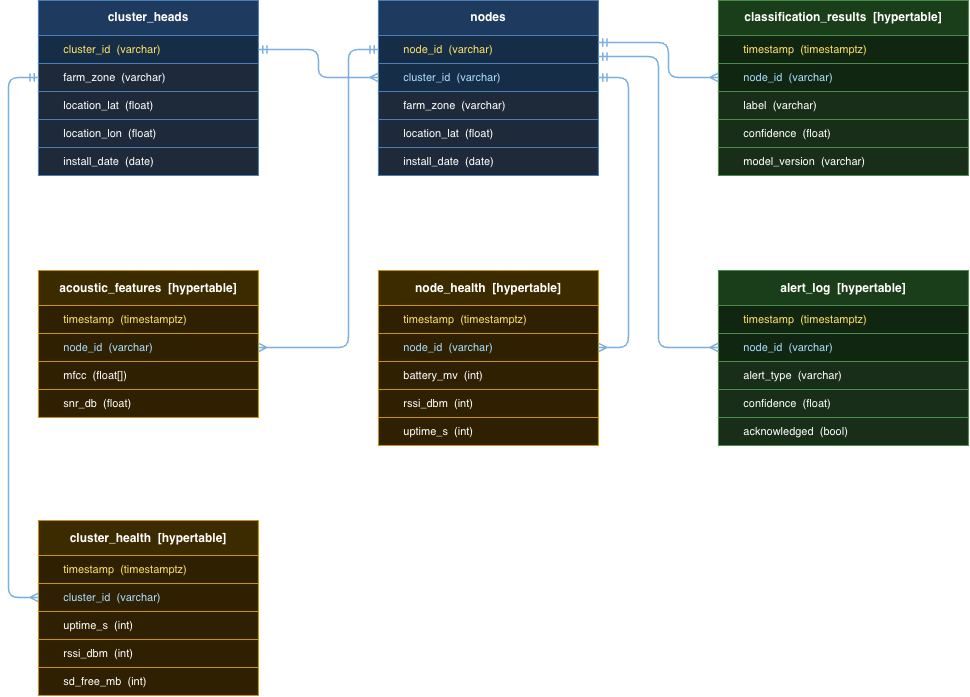 cluster_heads
cluster_id (varchar)
farm_zone (varchar)
location_lat (float)
location_lon (float)
install_date (date)
nodes
node_id (varchar)
cluster_id (varchar)
farm_zone (varchar)
location_lat (float)
install_date (date)
classification_results [hypertable]
timestamp (timestamptz)
node_id (varchar)
label (varchar)
confidence (float)
model_version (varchar)
acoustic_features [hypertable]
timestamp (timestamptz)
node_id (varchar)
mfcc (float[])
snr_db (float)
node_health [hypertable]
timestamp (timestamptz)
node_id (varchar)
battery_mv (int)
rssi_dbm (int)
uptime_s (int)
alert_log [hypertable]
timestamp (timestamptz)
node_id (varchar)
alert_type (varchar)
confidence (float)
acknowledged (bool)
cluster_health [hypertable]
timestamp (timestamptz)
cluster_id (varchar)
uptime_s (int)
rssi_dbm (int)
sd_free_mb (int)